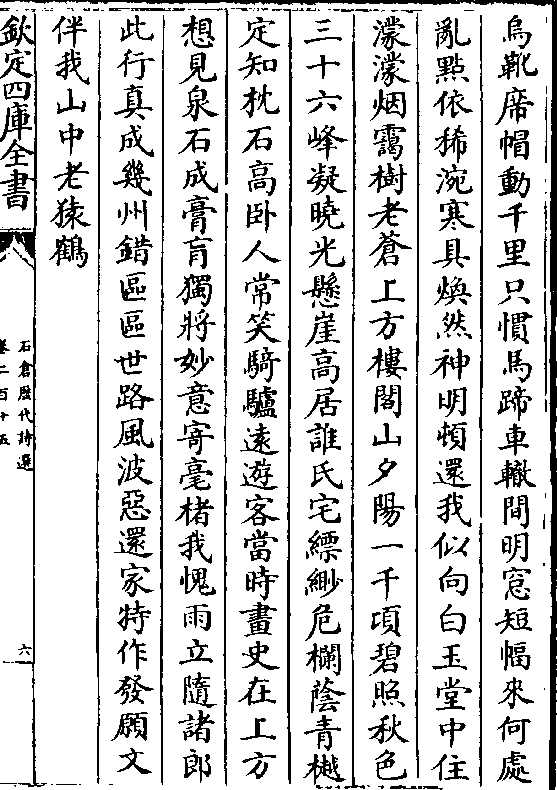 烏靴席帽動千里只慣馬蹄車轍間明窓短幅來何處
亂㸃依稀涴寒具煥然神明頓還我似向白玉堂中住
濛濛烟靄樹老蒼上方樓閣山夕陽一千頃碧照秋色
三十六峰凝曉光懸崖高居誰氏宅縹緲危欄蔭青樾
定知枕石高卧人常笑騎驢遠遊客當時畫史在上方
想見泉石成膏肓獨將妙意寄毫楮我愧雨立隨諸郎
此行真成幾州錯區區世路風波惡還家特作發願文
伴我山中老猿鶴
欽定四庫全書
石倉歷代詩選
卷二百十五
六